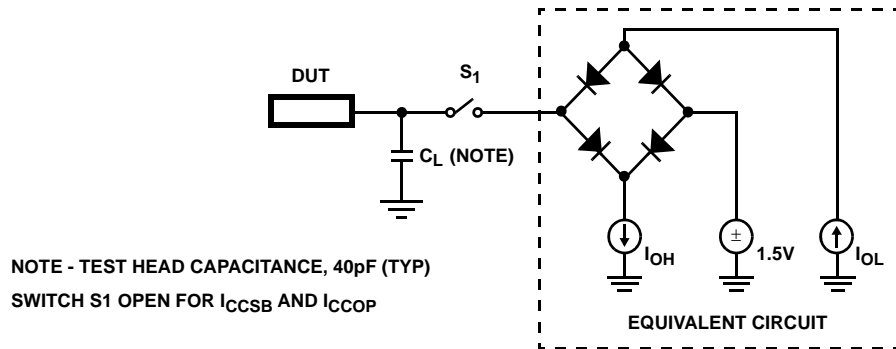 DUT
S1
CL (NOTE)
IOH
±
1.5V
IOL
NOTE - TEST HEAD CAPACITANCE, 40pF (TYP)
SWITCH S1 OPEN FOR ICCSB AND ICCOP
EQUIVALENT CIRCUIT